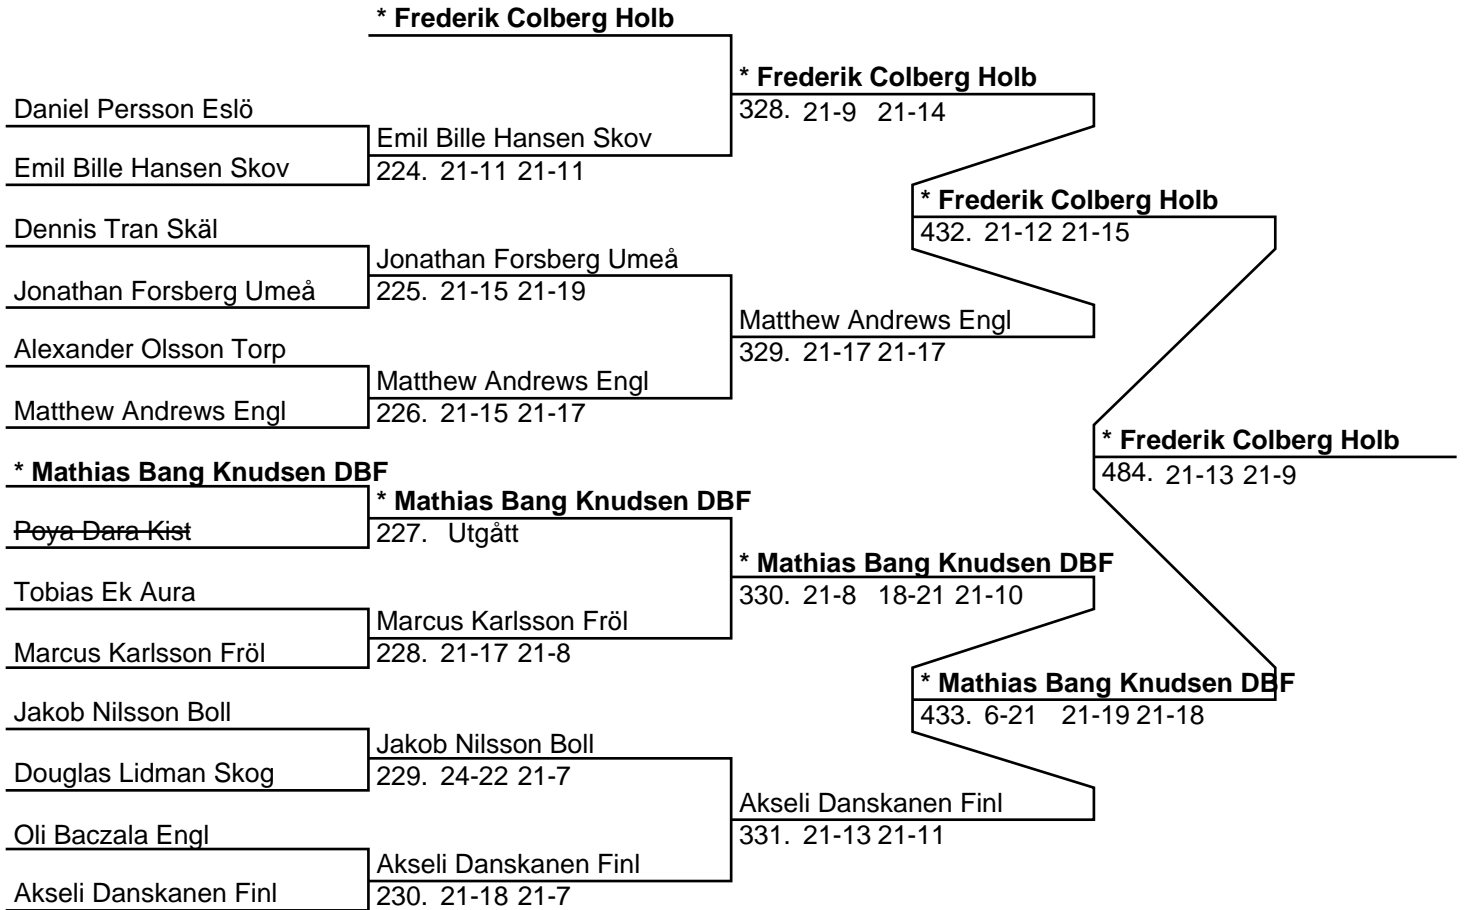 * Frederik Colberg Holb
* Frederik Colberg Holb
328. 21-9 21-14
Daniel Persson Eslö
Emil Bille Hansen Skov
224. 21-11 21-11
Emil Bille Hansen Skov
* Frederik Colberg Holb
432. 21-12 21-15
Dennis Tran Skäl
Jonathan Forsberg Umeå
225. 21-15 21-19
Jonathan Forsberg Umeå
Matthew Andrews Engl
329. 21-17 21-17
Alexander Olsson Torp
Matthew Andrews Engl
226. 21-15 21-17
Matthew Andrews Engl
* Frederik Colberg Holb
484. 21-13 21-9
* Mathias Bang Knudsen DBF
* Mathias Bang Knudsen DBF
227. Utgått
Poya Dara Kist
* Mathias Bang Knudsen DBF
330. 21-8 18-21 21-10
Tobias Ek Aura
Marcus Karlsson Fröl
228. 21-17 21-8
Marcus Karlsson Fröl
* Mathias Bang Knudsen DBF
433. 6-21 21-19 21-18
Jakob Nilsson Boll
Jakob Nilsson Boll
229. 24-22 21-7
Douglas Lidman Skog
Akseli Danskanen Finl
331. 21-13 21-11
Oli Baczala Engl
Akseli Danskanen Finl
230. 21-18 21-7
Akseli Danskanen Finl